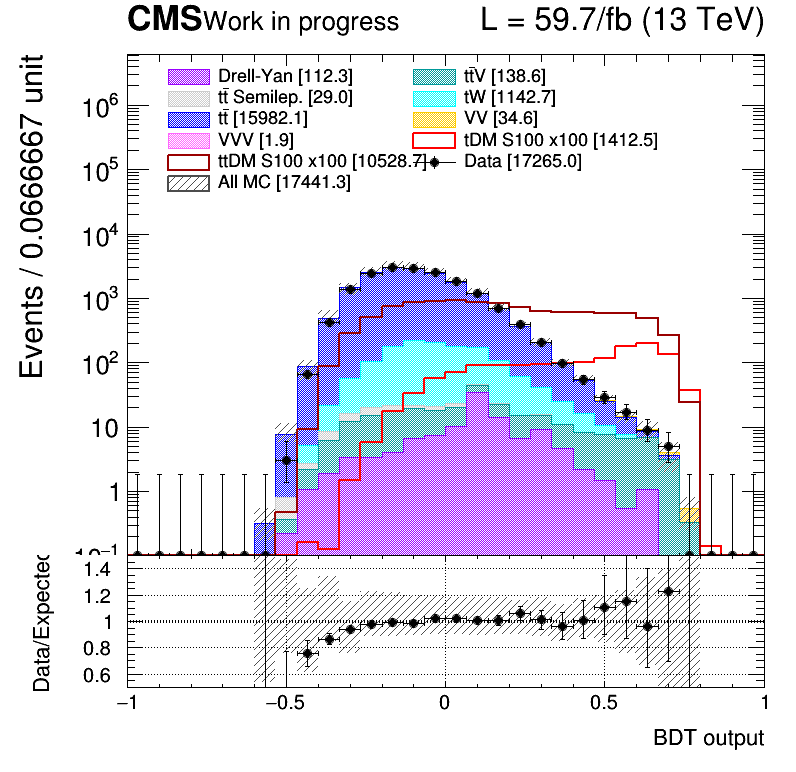 CMS Work in progress L = 59.7/fb (13 TeV)
Events / 0.0666667 unit
Drell-Yan [112.3] tt̄V [138.6]
tt̄ Semilep. [29.0] tW [1142.7]
tt̄ [15982.1] VV [34.6]
VVV [1.9] tDM S100 x100 [1412.5]
ttDM S100 x100 [10528.7] Data [17265.0]
All MC [17441.3]
10⁶
10⁵
10⁴
10³
10²
10
1
10⁻¹
Data/Expected
1.4
1.2
1
0.8
0.6
−1 −0.5 0 0.5 1
BDT output